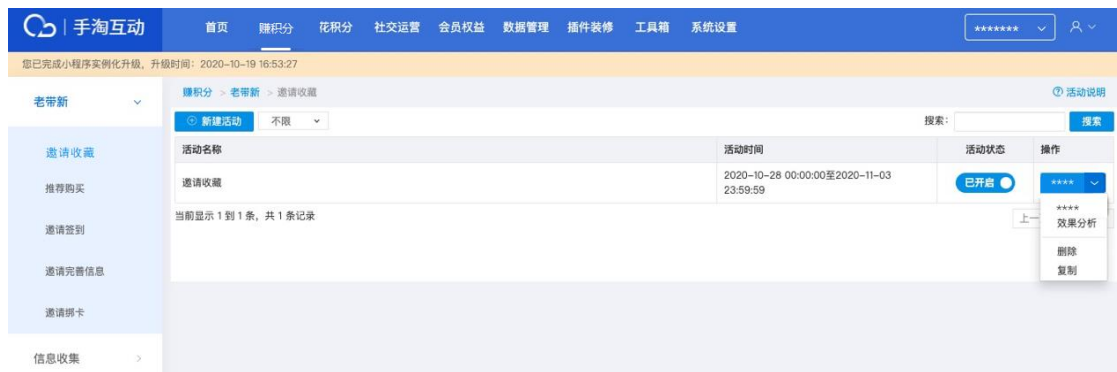 手淘互动
首页 赚积分 花积分 社交运营 会员权益 数据管理 插件装修 工具箱 系统设置
*******
您已完成小程序实例化升级,升级时间:2020-10-19 16:53:27
老带新
赚积分 > 老带新 > 邀请收藏
活动说明
新建活动 不限
搜索:
搜索
邀请收藏
活动名称 活动时间 活动状态 操作
推荐购买
邀请收藏
2020-10-28 00:00:00至2020-11-03
23:59:59
已开启
****
****
当前显示 1 到 1 条,共 1 条记录
上一
效果分析
邀请签到
删除
复制
邀请完善信息
邀请绑卡
信息收集